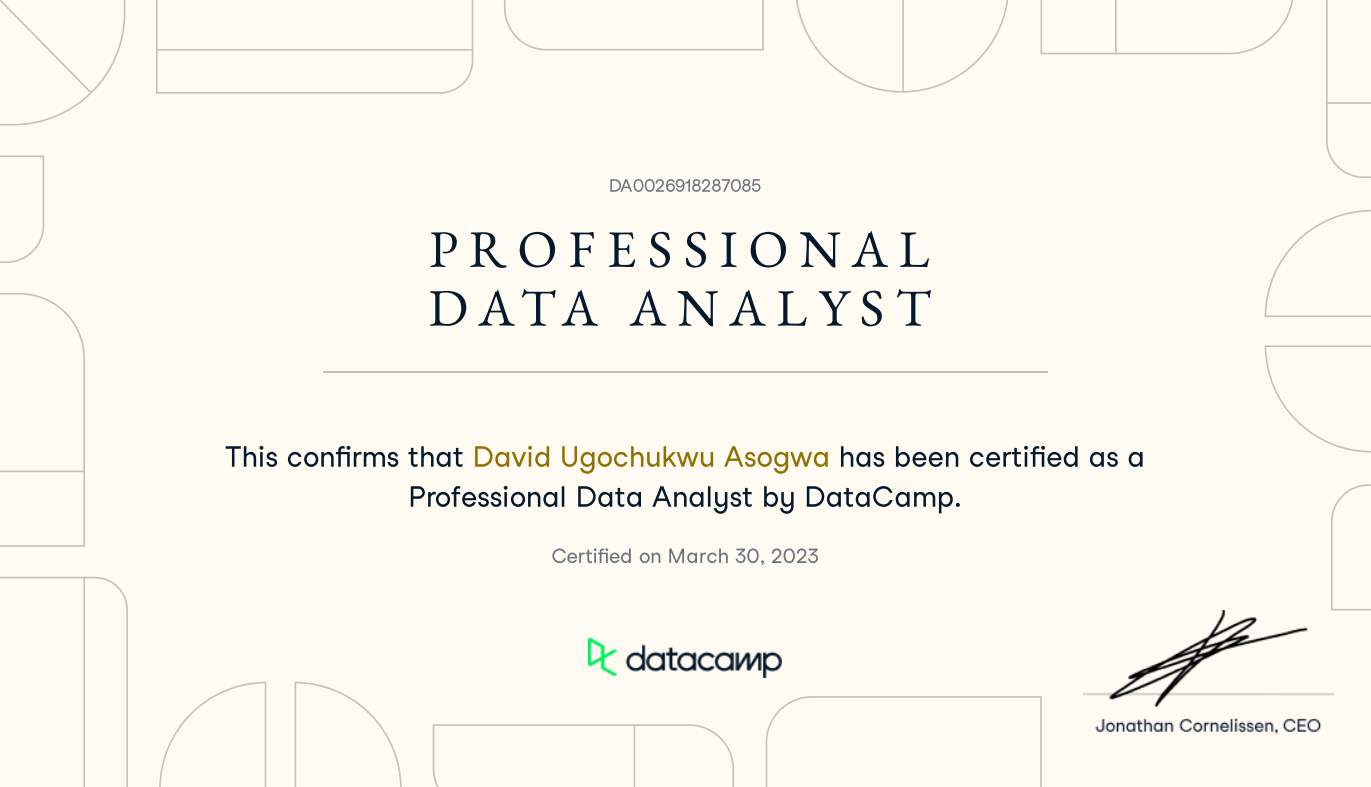 DA0026918287085
PROFESSIONAL
DATA ANALYST
This confirms that David Ugochukwu Asogwa has been certified as a
Professional Data Analyst by DataCamp.
Certified on March 30, 2023
datacamp
Jonathan Cornelissen, CEO